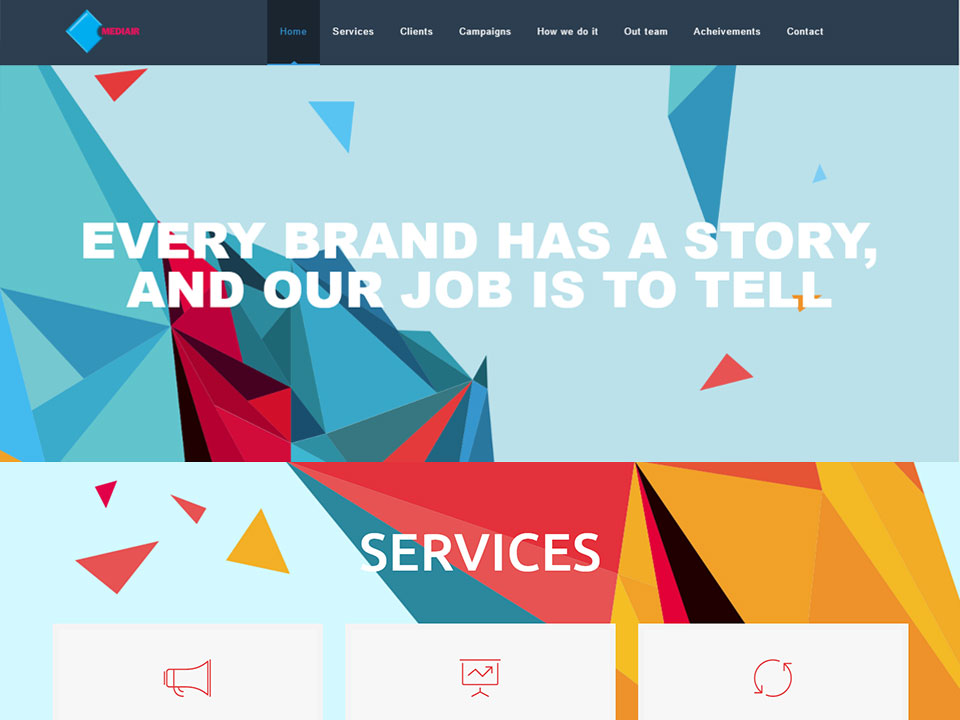 MEDIAIR
Home Services Clients Campaigns How we do it Out team Acheivements Contact
EVERY BRAND HAS A STORY,
AND OUR JOB IS TO TELL
SERVICES